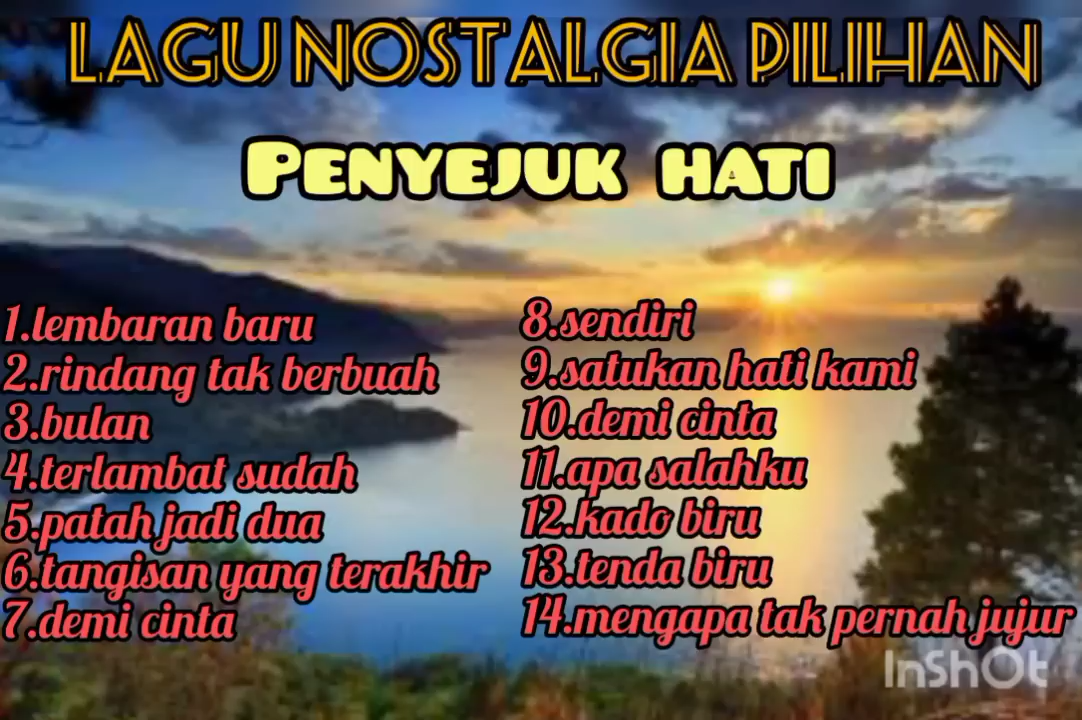 LAGU NOSTALGIA PILIHAN
PENYEJUK HATI
1.lembaran baru
2.rindang tak berbuah
3.bulan
4.terlambat sudah
5.patah jadi dua
6.tangisan yang terakhir
7.demi cinta
8.sendiri
9.satukan hati kami
10.demi cinta
11.apa salahku
12.kado biru
13.tenda biru
14.mengapa tak pernah jujur
InShOt